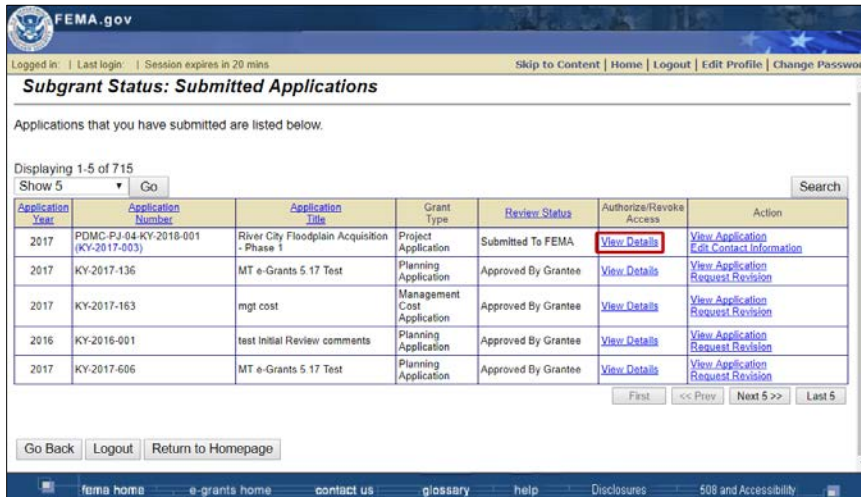 FEMA.gov
Logged in: | Last login: | Session expires in 20 mins
Skip to Content | Home | Logout | Edit Profile | Change Passwo
Subgrant Status: Submitted Applications
Applications that you have submitted are listed below.
Displaying 1-5 of 715
Show 5 Go Search
Application Year Application Number Application Title Grant Type Review Status Authorize/Revoke Access Action
2017 PDMC-PJ-04-KY-2018-001 (KY-2017-003) River City Floodplain Acquisition - Phase 1 Project Application Submitted To FEMA View Details View Application Edit Contact Information
2017 KY-2017-136 MT e-Grants 5.17 Test Planning Application Approved By Grantee View Details View Application Request Revision
2017 KY-2017-163 mgt cost Management Cost Application Approved By Grantee View Details View Application Request Revision
2016 KY-2016-001 test Initial Review comments Planning Application Approved By Grantee View Details View Application Request Revision
2017 KY-2017-606 MT e-Grants 5.17 Test Planning Application Approved By Grantee View Details View Application Request Revision
First << Prev Next 5 >> Last 5
Go Back Logout Return to Homepage
fema home e-grants home contact us glossary help Disclosures 508 and Accessibility